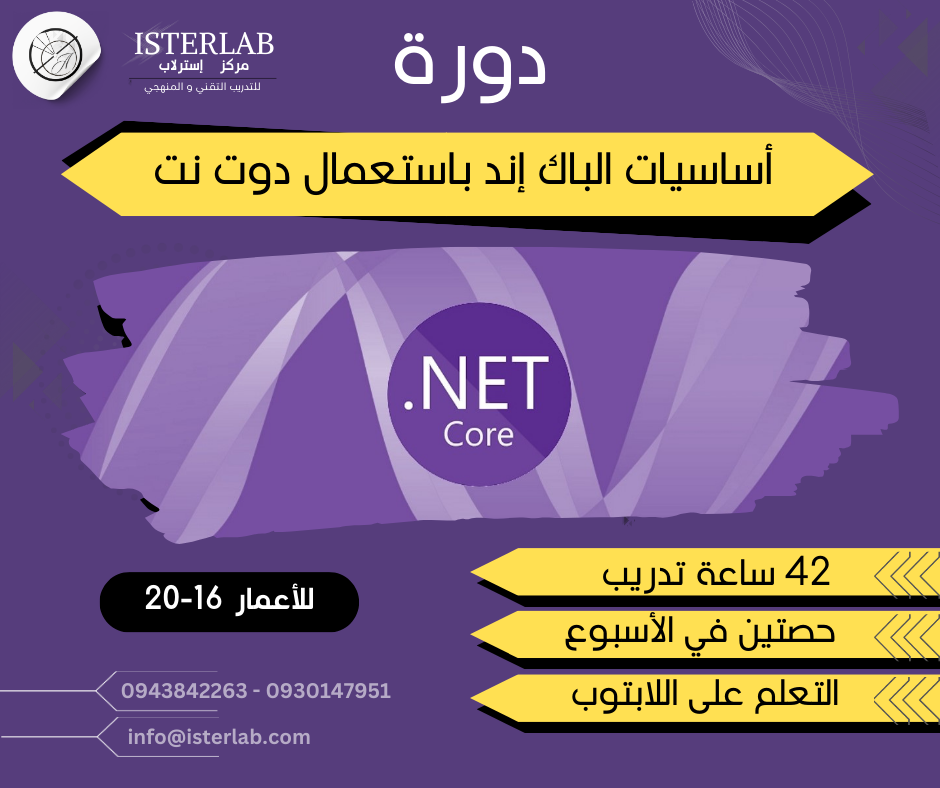 ISTERLAB
مركز إسترلاب
للتدريب التقني و المنهجي
دورة
أساسيات الباك إند باستعمال دوت نت
.NET
Core
42 ساعة تدريب
حصتين في الأسبوع
التعلم على اللابتوب
للأعمار 16-20
0943842263 - 0930147951
info@isterlab.com